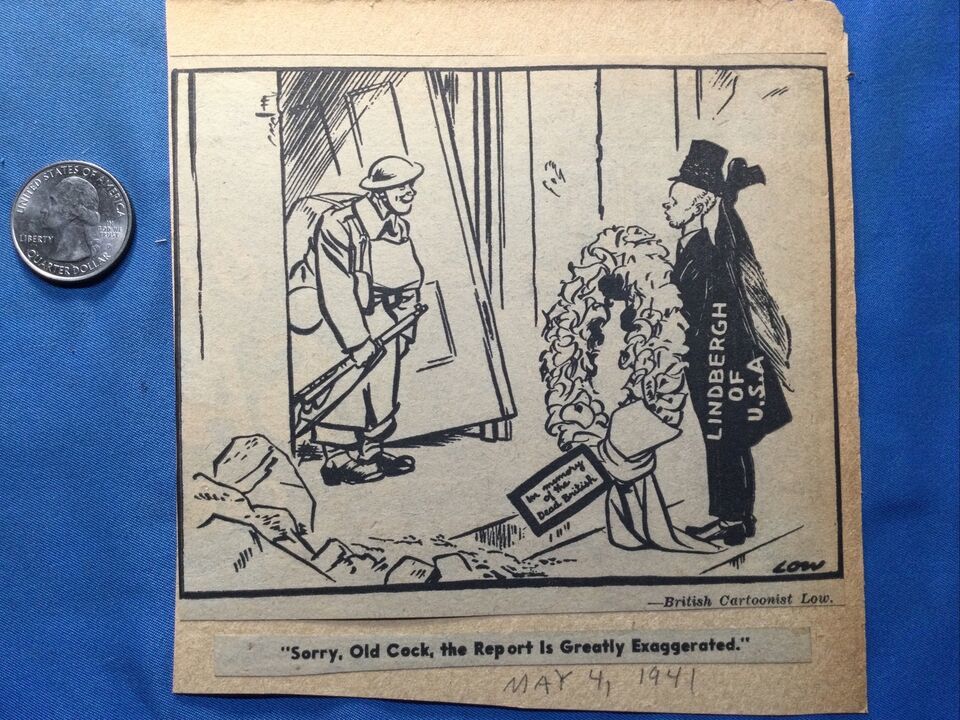 UNITED STATES OF AMERICA
LIBERTY
IN
GOD WE
TRUST
QUARTER DOLLAR
LINDBERGH
OF
U.S.A
In memory
of the
Dead British
LOW
—British Cartoonist Low.
"Sorry, Old Cock, the Report Is Greatly Exaggerated."
MAY 4, 1941